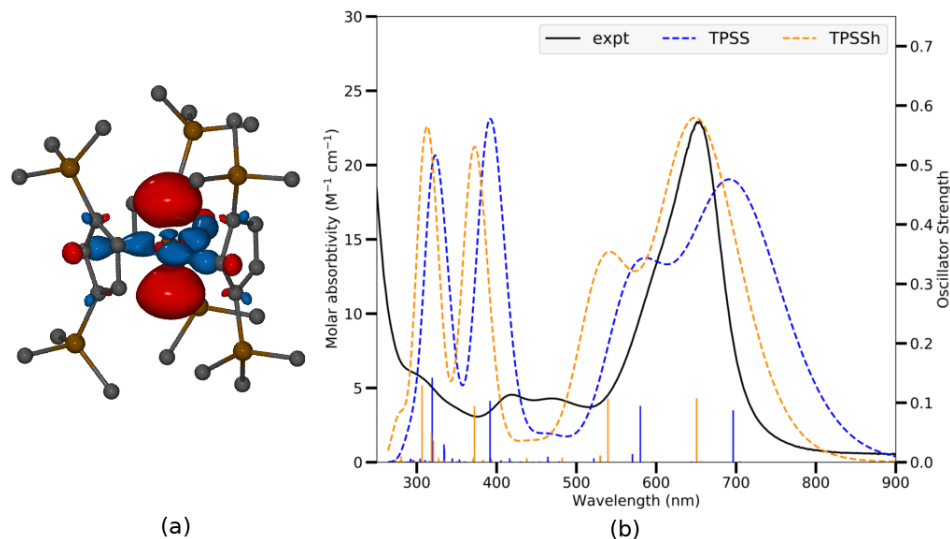 30
25
20
15
10
5
0
Molar absorbtivity (M⁻¹ cm⁻¹)
expt TPSS TPSSh
0.7
0.6
0.5
0.4
0.3
0.2
0.1
0.0
Oscillator Strength
300 400 500 600 700 800 900
Wavelength (nm)
(a) (b)